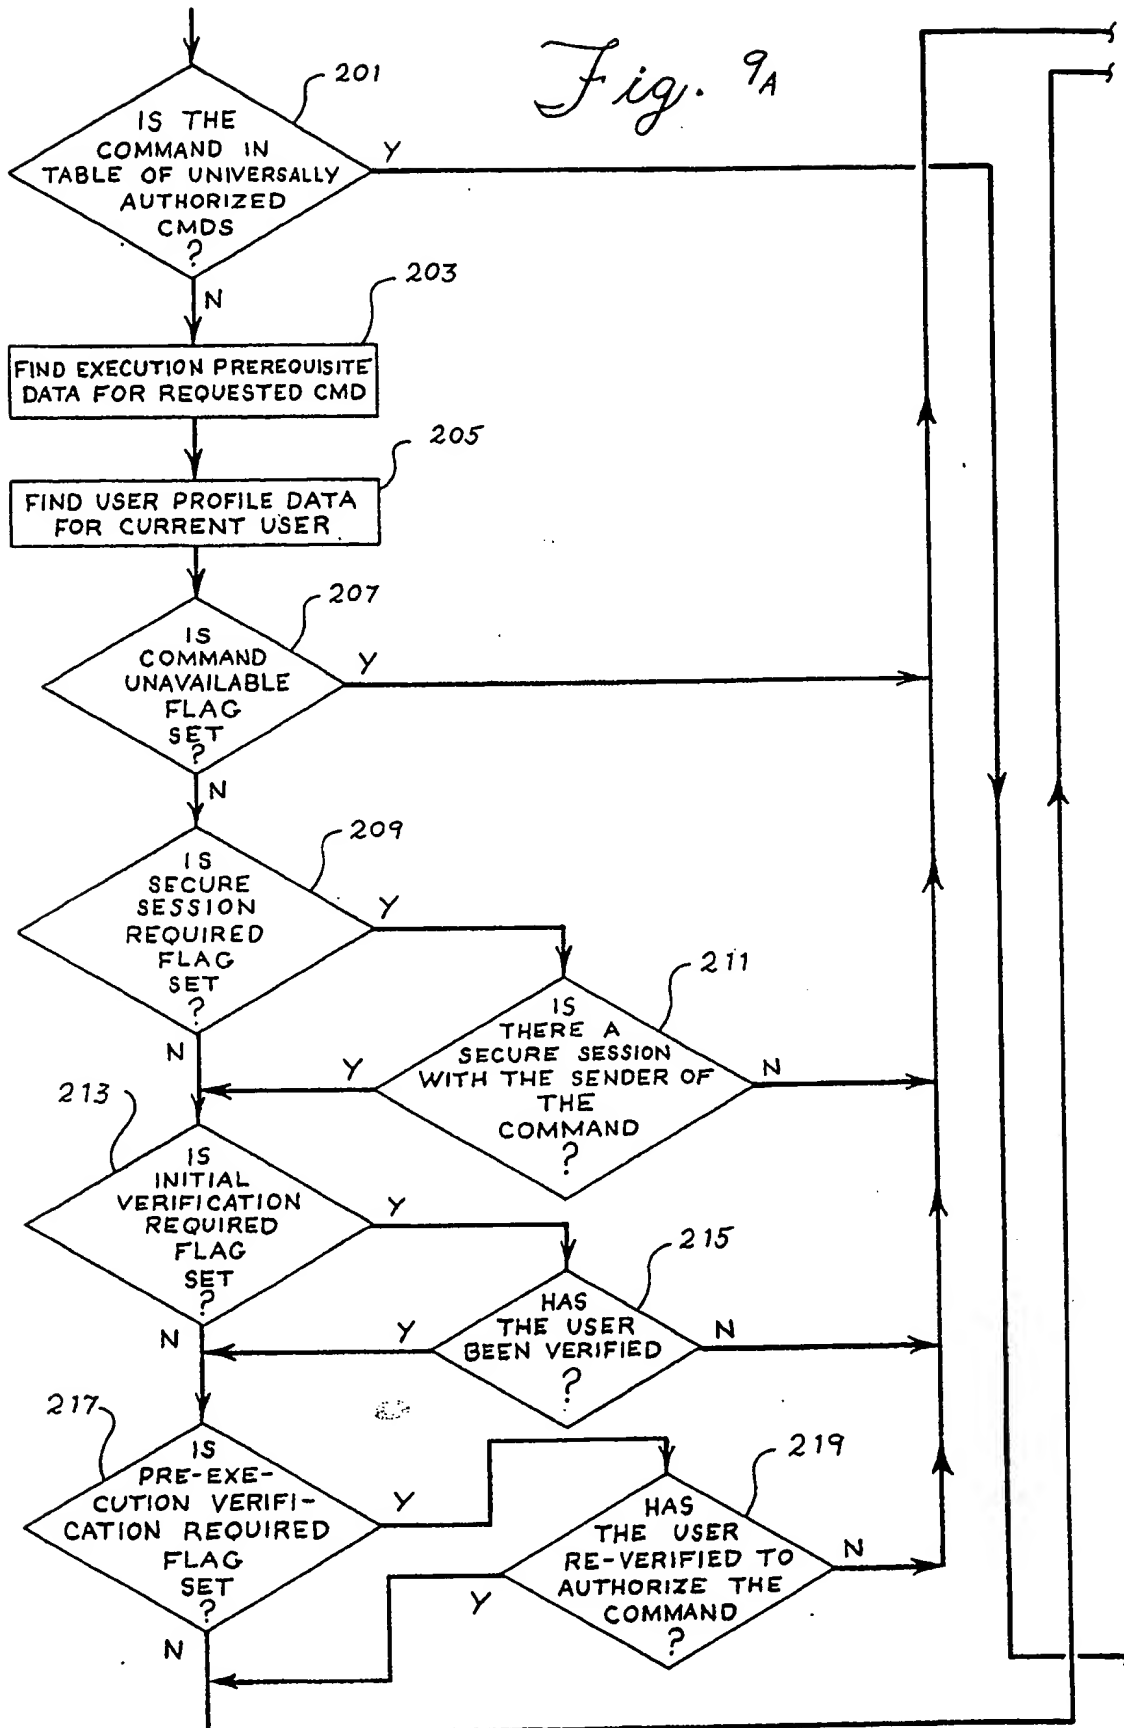 Fig. 9A
201
IS THE
COMMAND IN
TABLE OF UNIVERSALLY
AUTHORIZED
CMDS
?
Y
N
203
FIND EXECUTION PREREQUISITE
DATA FOR REQUESTED CMD
205
FIND USER PROFILE DATA
FOR CURRENT USER
207
IS
COMMAND
UNAVAILABLE
FLAG
SET
?
Y
N
209
IS
SECURE
SESSION
REQUIRED
FLAG
SET
?
Y
N
211
IS
THERE A
SECURE SESSION
WITH THE SENDER OF
THE
COMMAND
?
Y
N
213
IS
INITIAL
VERIFICATION
REQUIRED
FLAG
SET
?
Y
N
215
HAS
THE USER
BEEN VERIFIED
?
Y
N
217
IS
PRE-EXE-
CUTION VERIFI-
CATION REQUIRED
FLAG
SET
?
Y
N
219
HAS
THE USER
RE-VERIFIED TO
AUTHORIZE THE
COMMAND
?
Y
N